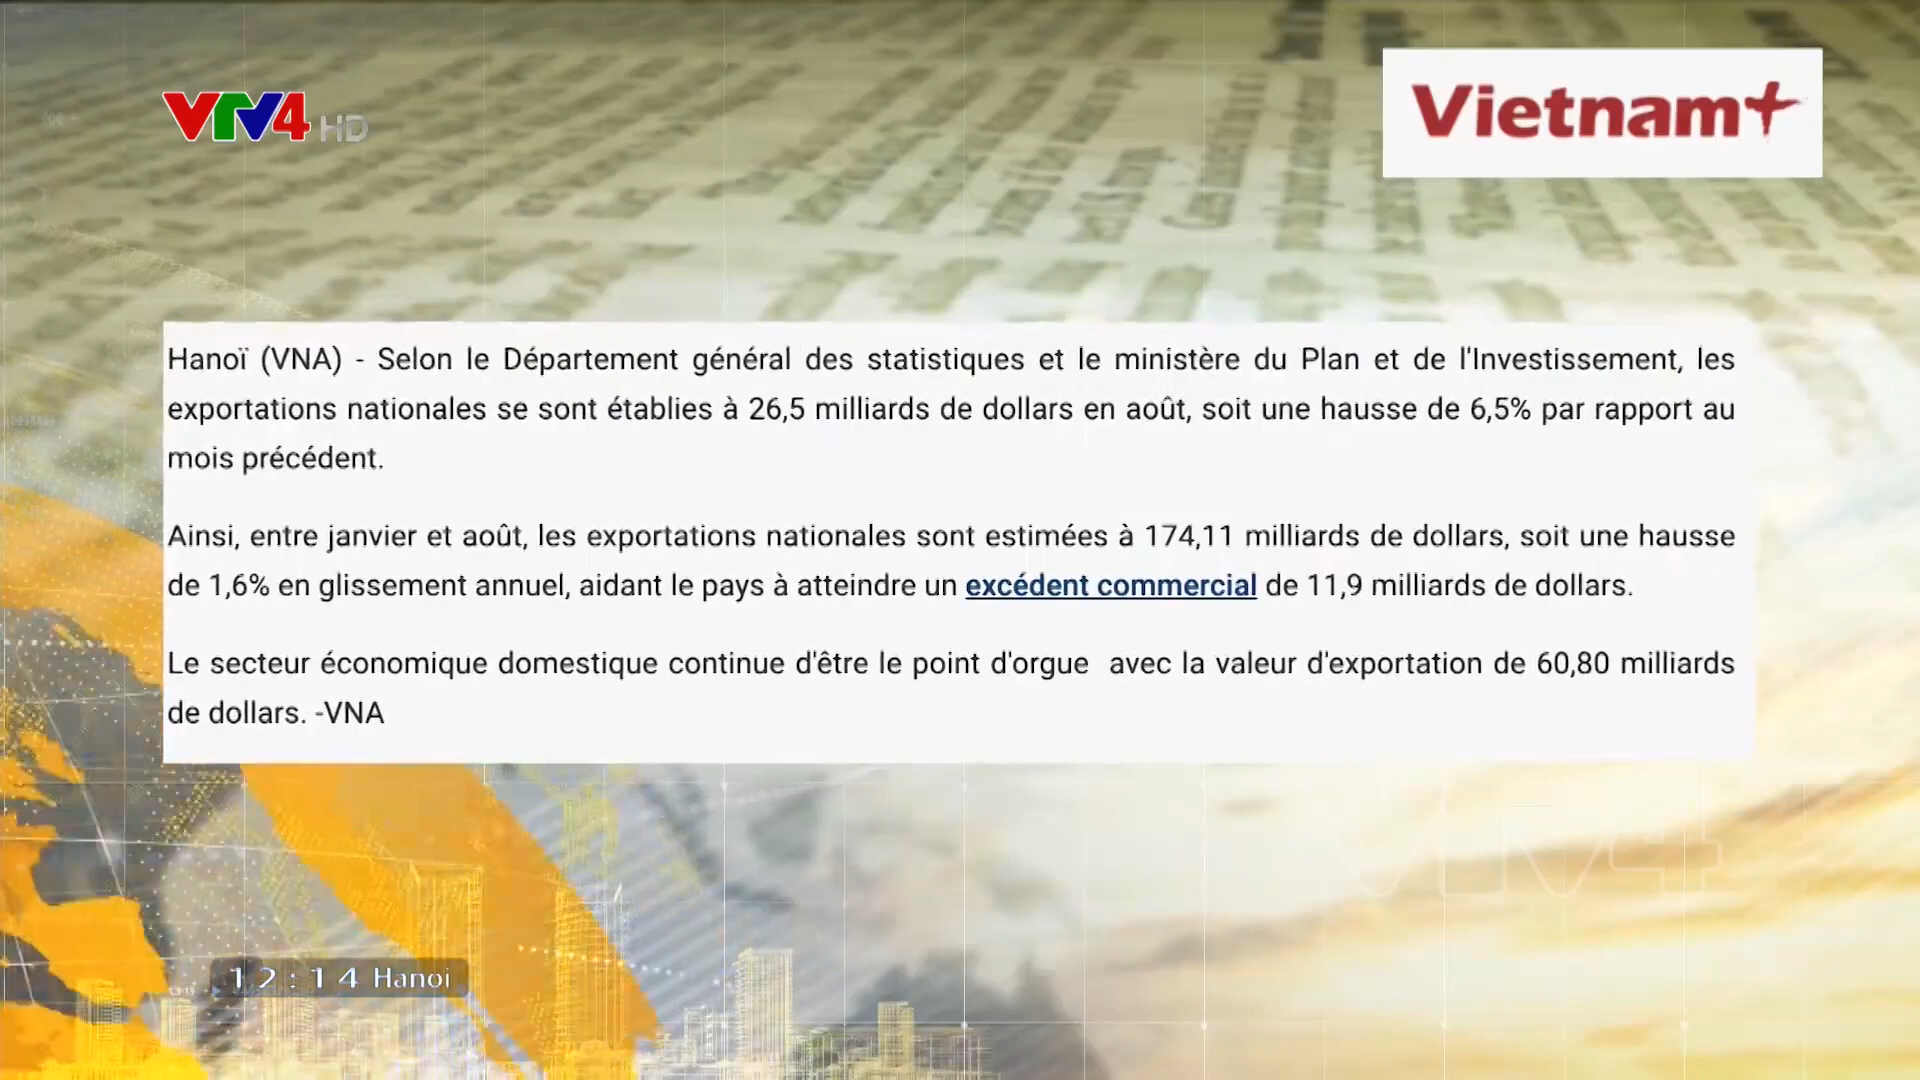 VTV4 HD
Vietnam+
Hanoï (VNA) - Selon le Département général des statistiques et le ministère du Plan et de l'Investissement, les
exportations nationales se sont établies à 26,5 milliards de dollars en août, soit une hausse de 6,5% par rapport au
mois précédent.
Ainsi, entre janvier et août, les exportations nationales sont estimées à 174,11 milliards de dollars, soit une hausse
de 1,6% en glissement annuel, aidant le pays à atteindre un excédent commercial de 11,9 milliards de dollars.
Le secteur économique domestique continue d'être le point d'orgue avec la valeur d'exportation de 60,80 milliards
de dollars. -VNA
VTV4
12:14 Hanoi